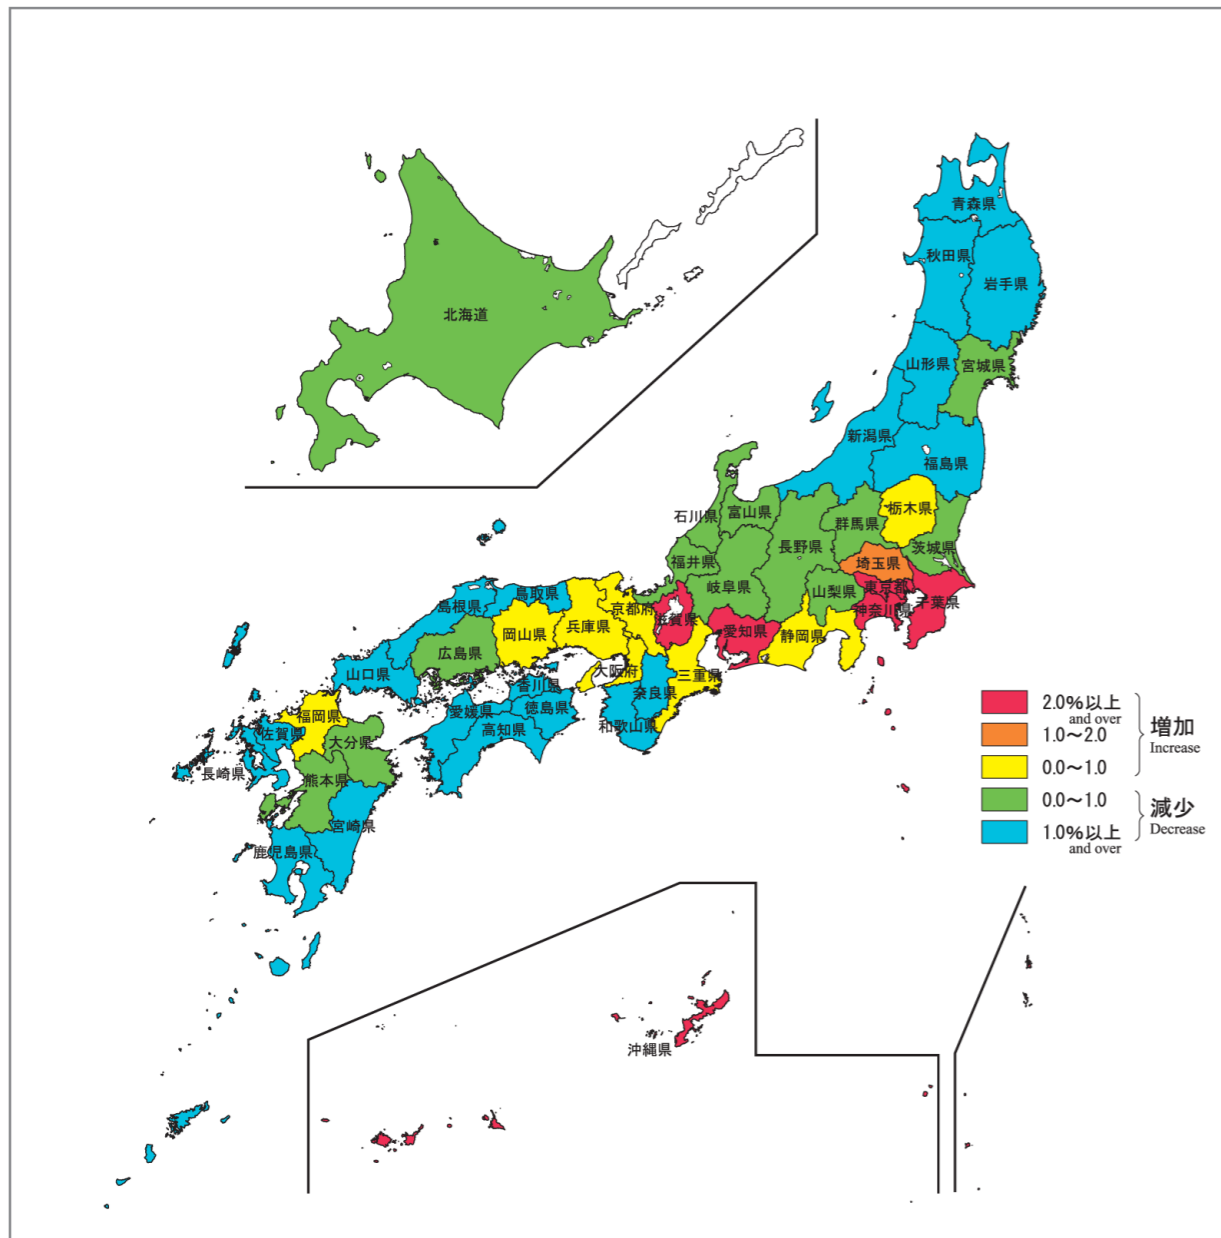 青森県
秋田県
岩手県
北海道
山形県
宮城県
新潟県
福島県
栃木県
石川県
富山県
群馬県
長野県
茨城県
福井県
埼玉県
岐阜県
山梨県
東京都
千葉県
神奈川県
鳥取県
島根県
京都府
滋賀県
兵庫県
岡山県
愛知県
静岡県
広島県
大阪府
山口県
三重県
香川県
奈良県
愛媛県
徳島県
和歌山県
高知県
福岡県
佐賀県
大分県
長崎県
熊本県
宮崎県
鹿児島県
沖縄県
2.0%以上
and over
1.0～2.0
0.0～1.0
増加
Increase
0.0～1.0
1.0%以上
and over
減少
Decrease